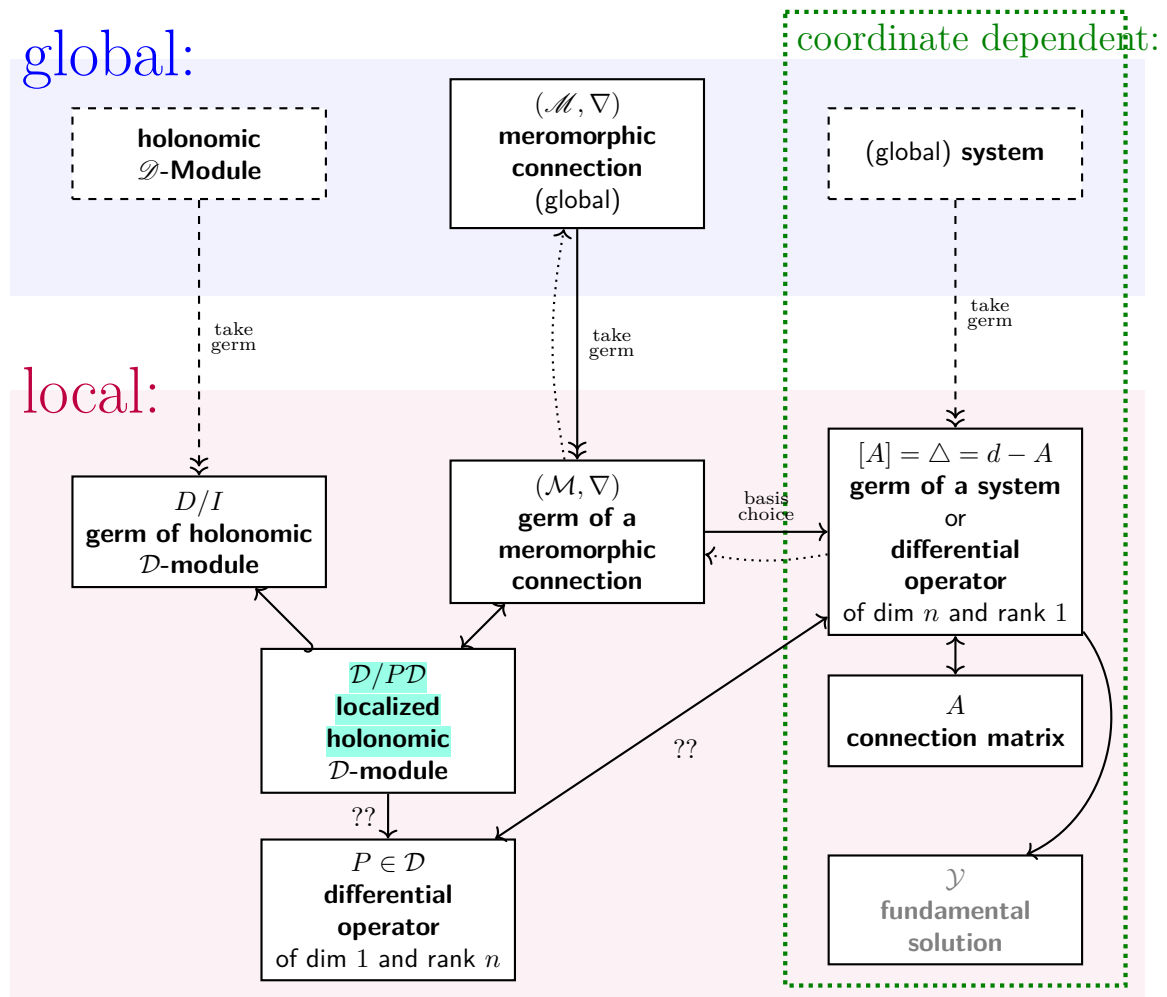 global:
coordinate dependent:
holonomic
𝒟-Module
(ℳ, ∇)
meromorphic
connection
(global)
(global) system
take
germ
take
germ
take
germ
local:
D/I
germ of holonomic
𝒟-module
(ℳ, ∇)
germ of a
meromorphic
connection
basis
choice
[A] = △ = d − A
germ of a system
or
differential
operator
of dim n and rank 1
𝒟/P𝒟
localized
holonomic
𝒟-module
A
connection matrix
??
??
P ∈ 𝒟
differential
operator
of dim 1 and rank n
𝒴
fundamental
solution